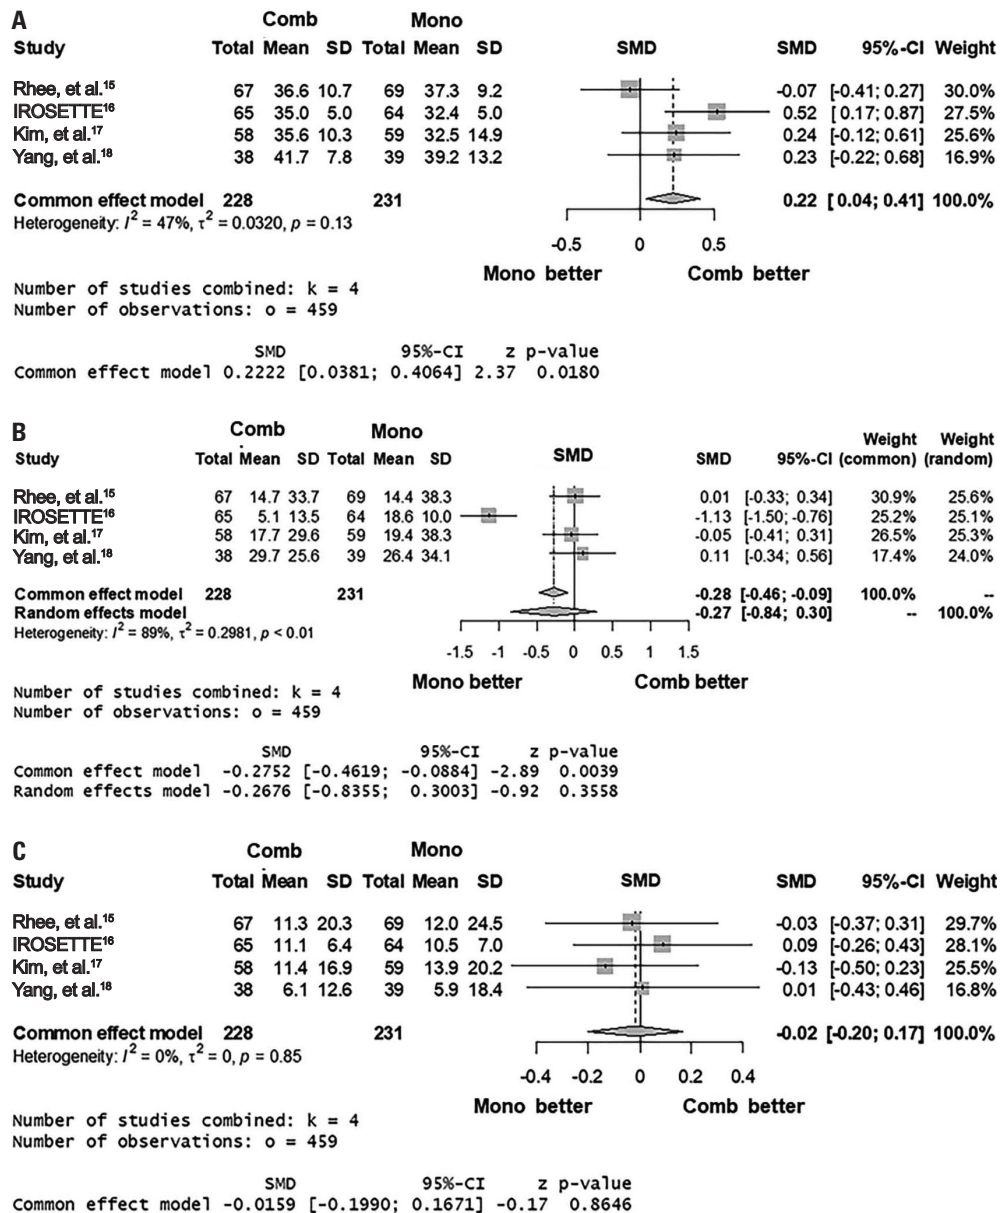 A
Comb Mono
Study Total Mean SD Total Mean SD SMD SMD 95%-CI Weight
Rhee, et al.15 67 36.6 10.7 69 37.3 9.2 -0.07 [-0.41; 0.27] 30.0%
IROSETTE16 65 35.0 5.0 64 32.4 5.0 0.52 [ 0.17; 0.87] 27.5%
Kim, et al.17 58 35.6 10.3 59 32.5 14.9 0.24 [-0.12; 0.61] 25.6%
Yang, et al.18 38 41.7 7.8 39 39.2 13.2 0.23 [-0.22; 0.68] 16.9%
Common effect model 228 231 0.22 [ 0.04; 0.41] 100.0%
Heterogeneity: I2 = 47%, τ2 = 0.0320, p = 0.13
-0.5 0 0.5
Mono better Comb better
Number of studies combined: k = 4
Number of observations: o = 459
SMD 95%-CI z p-value
Common effect model 0.2222 [0.0381; 0.4064] 2.37 0.0180
B
Comb Mono Weight Weight
Study Total Mean SD Total Mean SD SMD SMD 95%-CI (common) (random)
Rhee, et al.15 67 14.7 33.7 69 14.4 38.3 0.01 [-0.33; 0.34] 30.9% 25.6%
IROSETTE16 65 5.1 13.5 64 18.6 10.0 -1.13 [-1.50; -0.76] 25.2% 25.1%
Kim, et al.17 58 17.7 29.6 59 19.4 38.3 -0.05 [-0.41; 0.31] 26.5% 25.3%
Yang, et al.18 38 29.7 25.6 39 26.4 34.1 0.11 [-0.34; 0.56] 17.4% 24.0%
Common effect model 228 231 -0.28 [-0.46; -0.09] 100.0% --
Random effects model -0.27 [-0.84; 0.30] -- 100.0%
Heterogeneity: I2 = 89%, τ2 = 0.2981, p < 0.01
-1.5 -1 -0.5 0 0.5 1 1.5
Mono better Comb better
Number of studies combined: k = 4
Number of observations: o = 459
SMD 95%-CI z p-value
Common effect model -0.2752 [-0.4619; -0.0884] -2.89 0.0039
Random effects model -0.2676 [-0.8355; 0.3003] -0.92 0.3558
C
Comb Mono
Study Total Mean SD Total Mean SD SMD SMD 95%-CI Weight
Rhee, et al.15 67 11.3 20.3 69 12.0 24.5 -0.03 [-0.37; 0.31] 29.7%
IROSETTE16 65 11.1 6.4 64 10.5 7.0 0.09 [-0.26; 0.43] 28.1%
Kim, et al.17 58 11.4 16.9 59 13.9 20.2 -0.13 [-0.50; 0.23] 25.5%
Yang, et al.18 38 6.1 12.6 39 5.9 18.4 0.01 [-0.43; 0.46] 16.8%
Common effect model 228 231 -0.02 [-0.20; 0.17] 100.0%
Heterogeneity: I2 = 0%, τ2 = 0, p = 0.85
-0.4 -0.2 0 0.2 0.4
Mono better Comb better
Number of studies combined: k = 4
Number of observations: o = 459
SMD 95%-CI z p-value
Common effect model -0.0159 [-0.1990; 0.1671] -0.17 0.8646